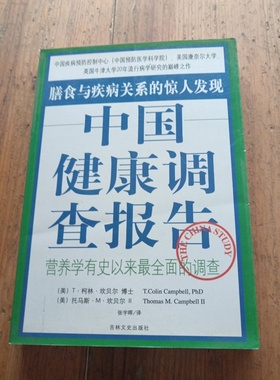 中国疾病预防控制中心（中国预防医学科学院）、美国康奈尔大学、
英国牛津大学20年流行病学研究的巅峰之作
膳食与疾病关系的惊人发现
中国
健康调
查报告
THE CHINA STUDY
营养学有史以来最全面的调查
（美）T·柯林·坎贝尔 博士 T.Colin Campbell, PhD
（美）托马斯·M·坎贝尔 II Thomas M. Campbell II
张宇晖/译
吉林文史出版社